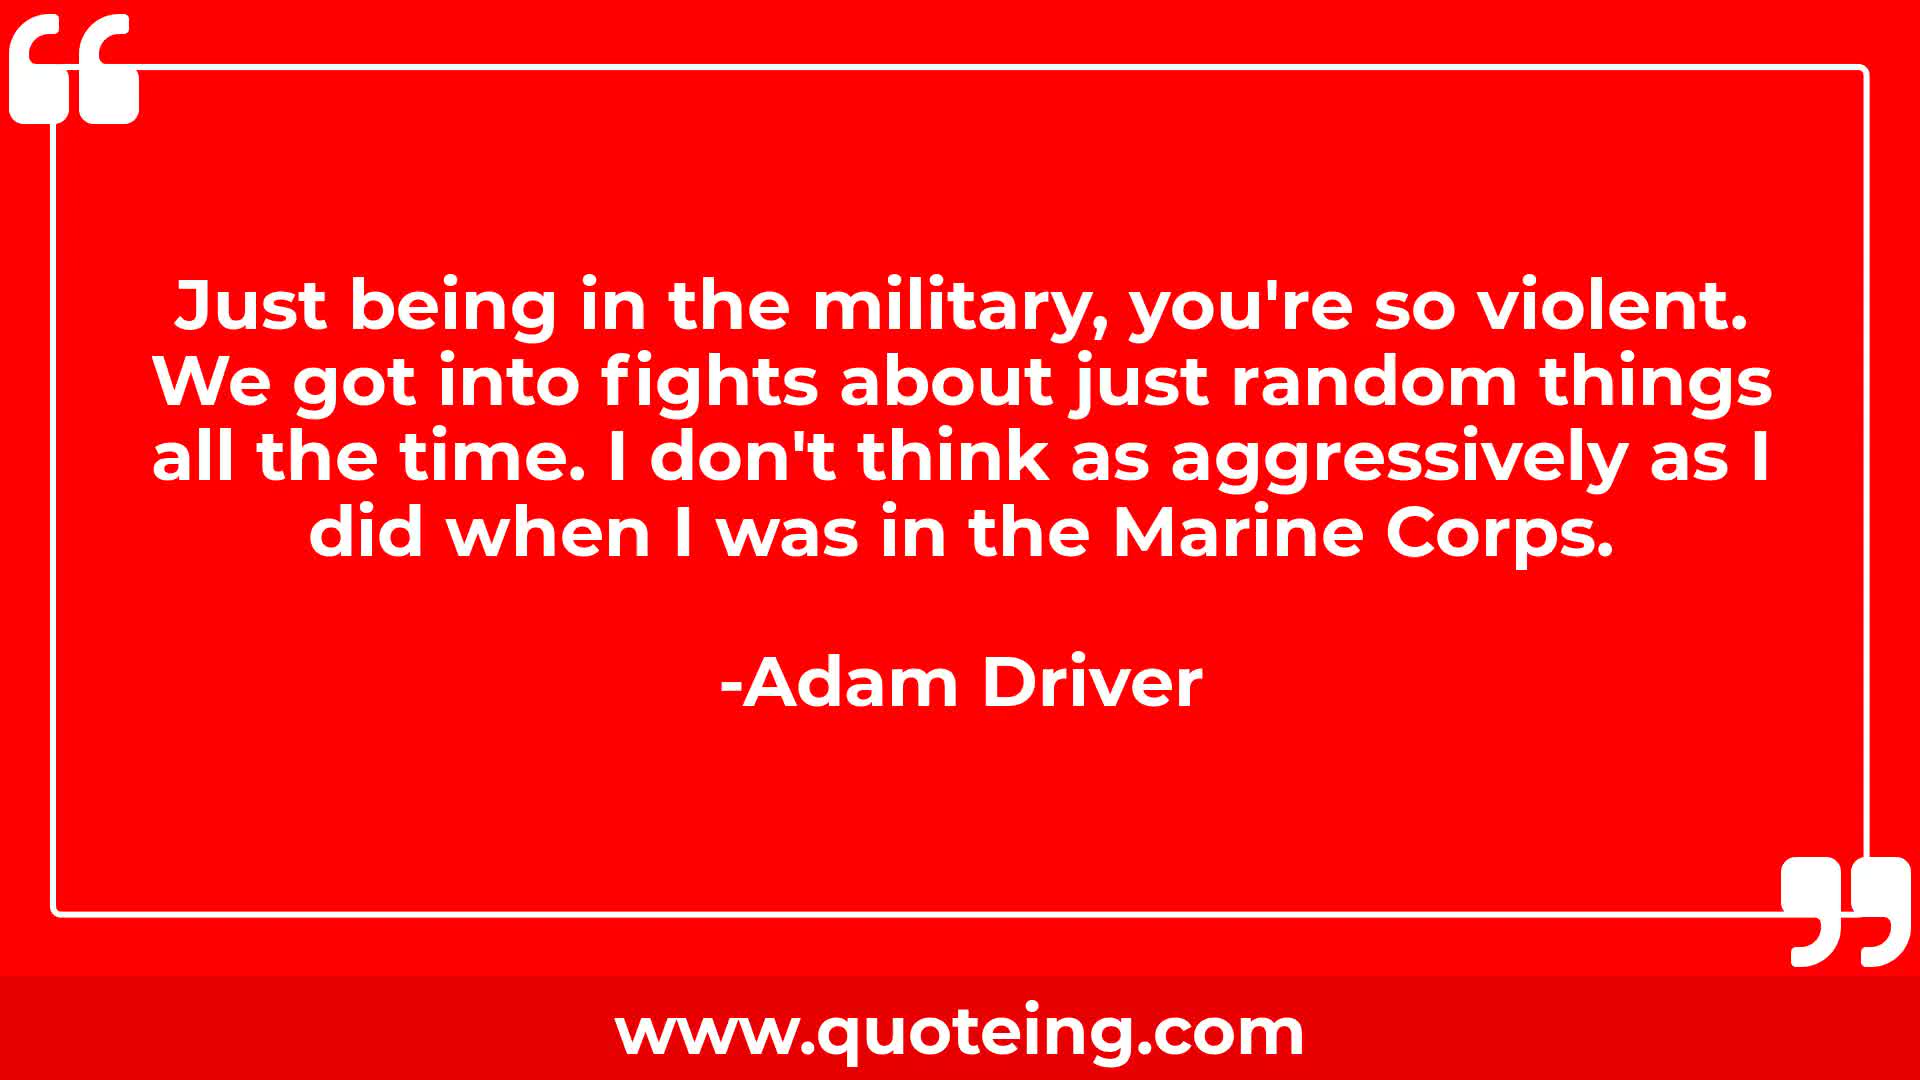 Just being in the military, you're so violent.
We got into fights about just random things
all the time. I don't think as aggressively as I
did when I was in the Marine Corps.
-Adam Driver
www.quoteing.com